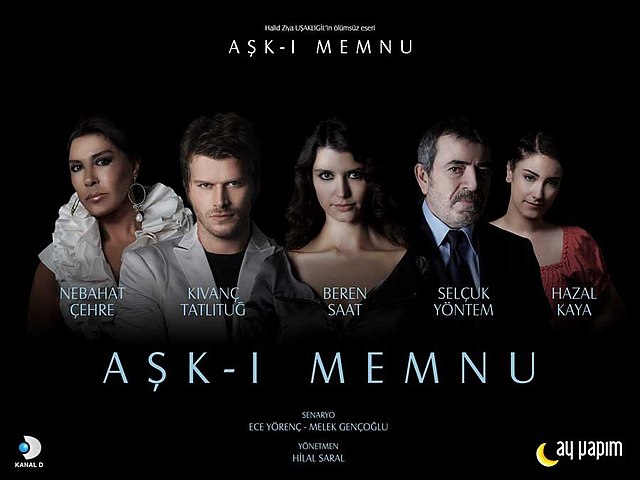 Halid Ziya UŞAKLIGİL'in ölümsüz eseri
AŞK-I MEMNU
NEBAHAT
ÇEHRE
KIVANÇ
TATLITUĞ
BEREN
SAAT
SELÇUK
YÖNTEM
HAZAL
KAYA
AŞK-I MEMNU
SENARYO
ECE YÖRENÇ - MELEK GENÇOĞLU
YÖNETMEN
HİLAL SARAL
KANAL D
ay yapım